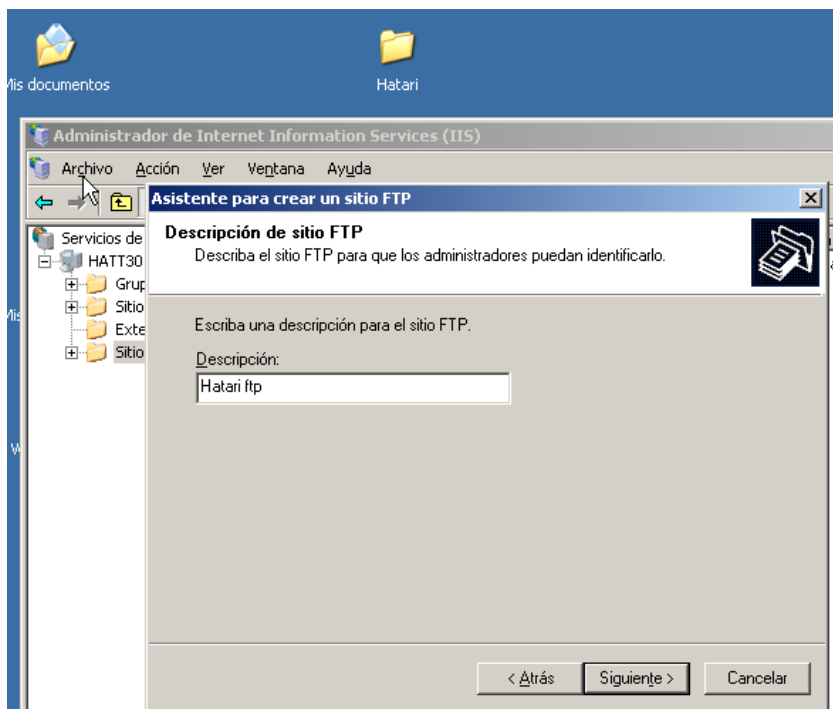 Mis documentos
Hatari
Administrador de Internet Information Services (IIS)
Archivo Acción Ver Ventana Ayuda
Asistente para crear un sitio FTP
Servicios de
HATT30
Grup
Sitio
Exte
Sitio
Descripción de sitio FTP
Describa el sitio FTP para que los administradores puedan identificarlo.
Escriba una descripción para el sitio FTP.
Descripción:
Hatari ftp
Mis
W
< Atrás Siguiente > Cancelar